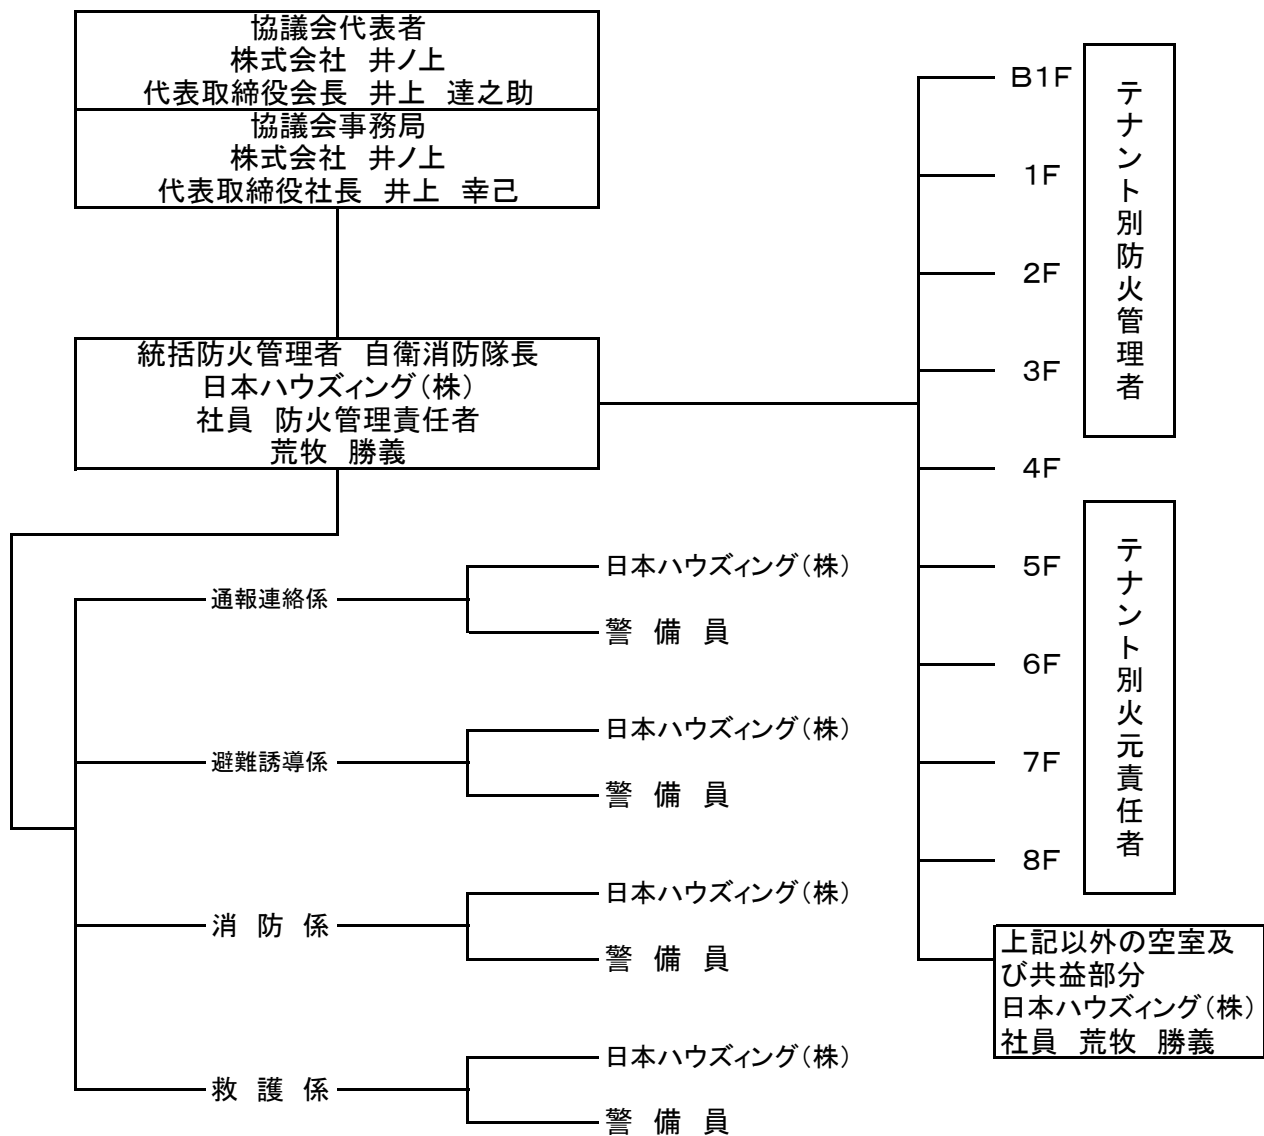 協議会代表者
株式会社　井ノ上
代表取締役会長　井上　達之助
協議会事務局
株式会社　井ノ上
代表取締役社長　井上　幸己
統括防火管理者　自衛消防隊長
日本ハウズィング（株）
社員　防火管理責任者
荒牧　勝義
通報連絡係
日本ハウズィング（株）
警　備　員
避難誘導係
日本ハウズィング（株）
警　備　員
消　防　係
日本ハウズィング（株）
警　備　員
救　護　係
日本ハウズィング（株）
警　備　員
B1F
1F
2F
3F
4F
5F
6F
7F
8F
テナント別防火管理者
テナント別火元責任者
上記以外の空室及
び共益部分
日本ハウズィング（株）
社員　荒牧　勝義